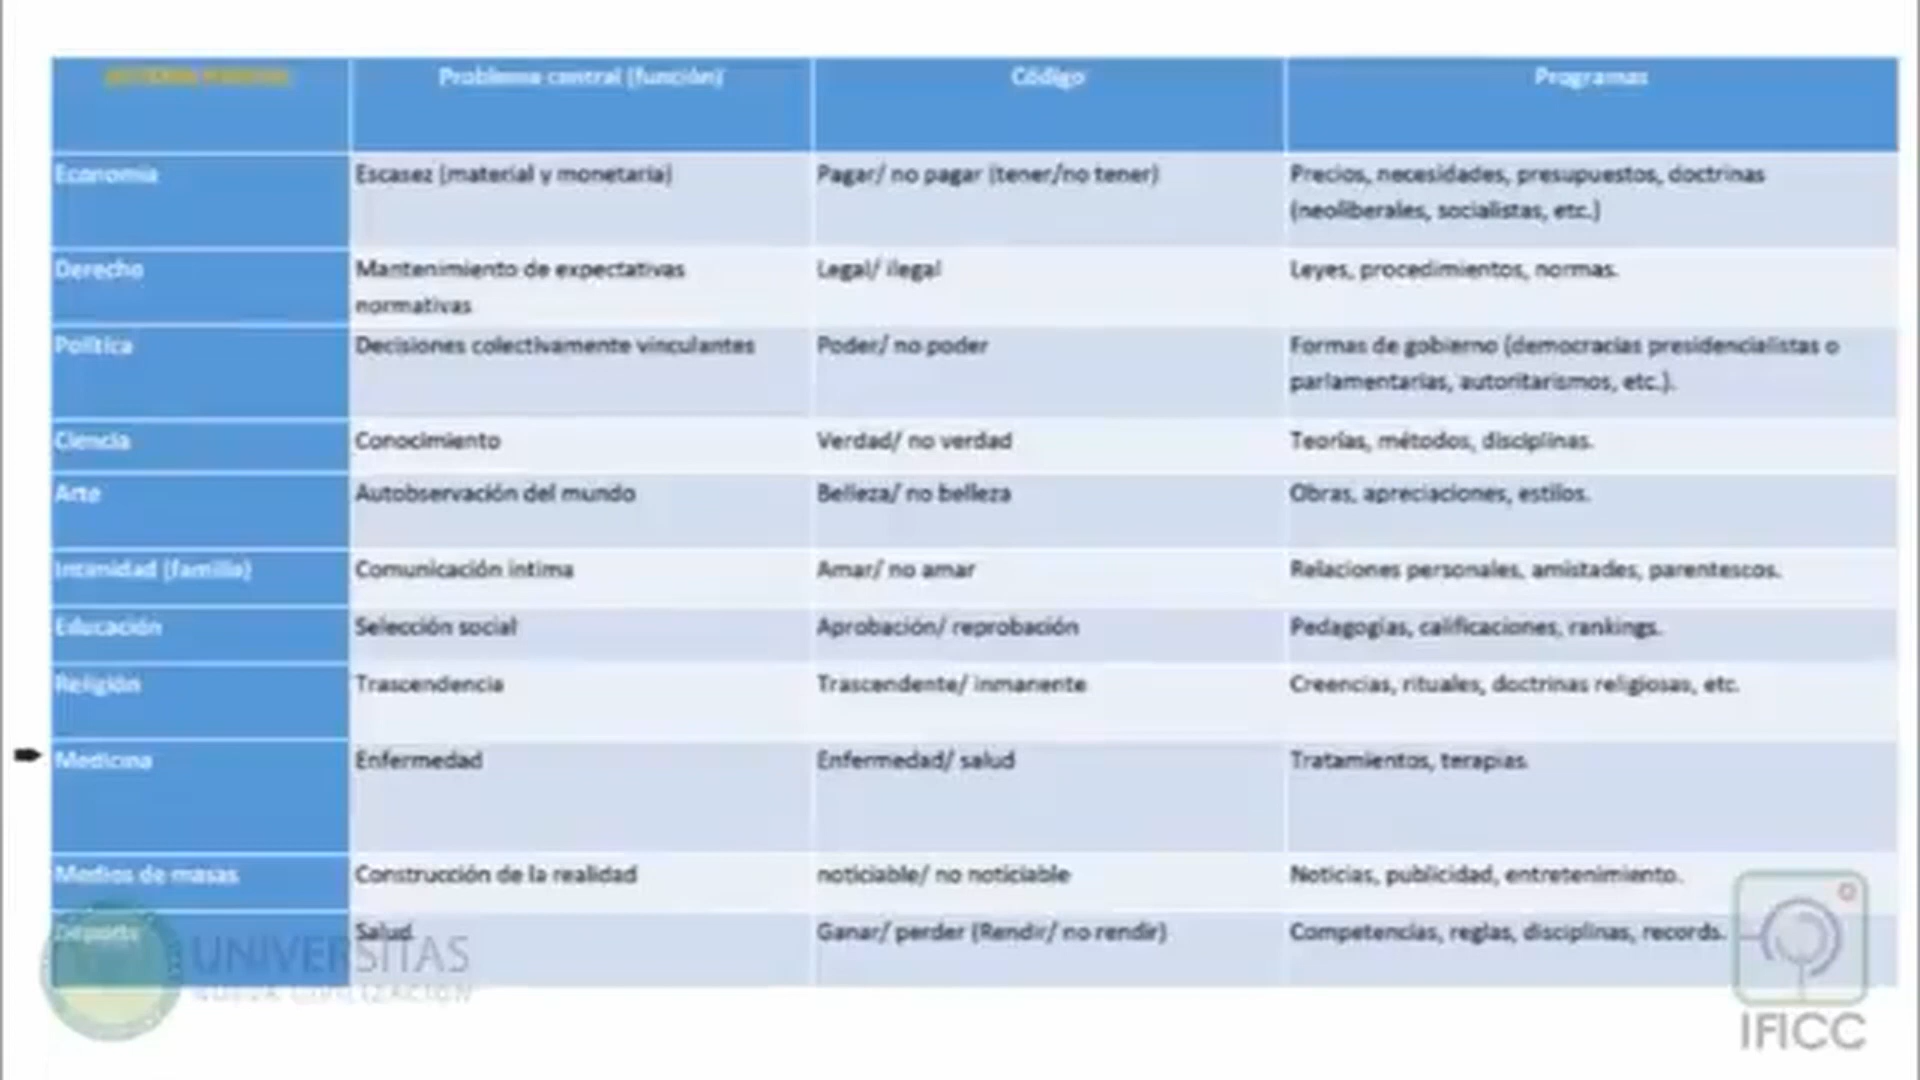 Problema central (función)
Código
Programas
Economía
Escasez (material y monetaria)
Pagar/ no pagar (tener/no tener)
Precios, necesidades, presupuestos, doctrinas
(neoliberales, socialistas, etc.)
Derecho
Mantenimiento de expectativas
normativas
Legal/ ilegal
Leyes, procedimientos, normas.
Política
Decisiones colectivamente vinculantes
Poder/ no poder
Formas de gobierno (democracias presidencialistas o
parlamentarias, autoritarismos, etc.).
Ciencia
Conocimiento
Verdad/ no verdad
Teorías, métodos, disciplinas.
Arte
Autobservación del mundo
Belleza/ no belleza
Obras, apreciaciones, estilos.
Intimidad (familia)
Comunicación íntima
Amar/ no amar
Relaciones personales, amistades, parentescos.
Educación
Selección social
Aprobación/ reprobación
Pedagogías, calificaciones, rankings.
Religión
Trascendencia
Trascendente/ inmanente
Creencias, rituales, doctrinas religiosas, etc.
Medicina
Enfermedad
Enfermedad/ salud
Tratamientos, terapias.
Medios de masas
Construcción de la realidad
noticiable/ no noticiable
Noticias, publicidad, entretenimiento.
Deporte
Salud
Ganar/ perder (Rendir/ no rendir)
Competencias, reglas, disciplinas, records.
UNIVERSITAS
NUEVA CIVILIZACIÓN
IFICC